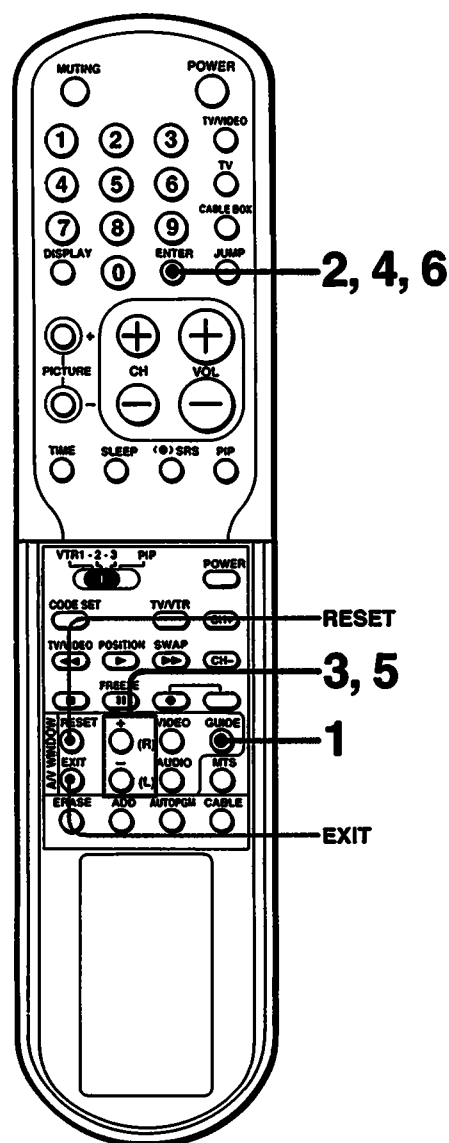 MUTING POWER
TV/VIDEO
1 2 3
TV
4 5 6
CABLE BOX
7 8 9
DISPLAY 0 ENTER JUMP
2, 4, 6
+ + +
PICTURE CH VOL
- - -
TIME SLEEP (●) SRS PIP
VTR1 - 2 - 3 PIP
POWER
CODE SET TV/VTR
RESET
TV/VIDEO POSITION SWAP CH-
3, 5
FREEZE
RESET + (R) VIDEO GUIDE
1
A/V WINDOW
EXIT - (L) AUDIO MTS
ERASE ADD AUTOPGM CABLE
EXIT